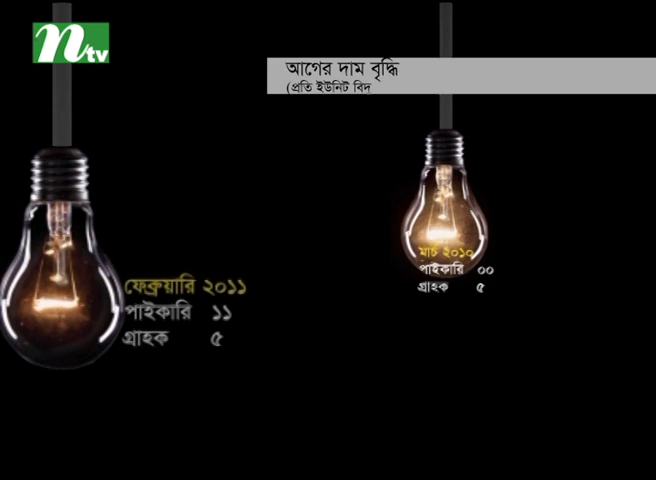 ntv
আগের দাম বৃদ্ধি
(প্রতি ইউনিট বিদ
মার্চ ২০১০
পাইকারি ০০
গ্রাহক ৫
ফেব্রুয়ারি ২০১১
পাইকারি ১১
গ্রাহক ৫